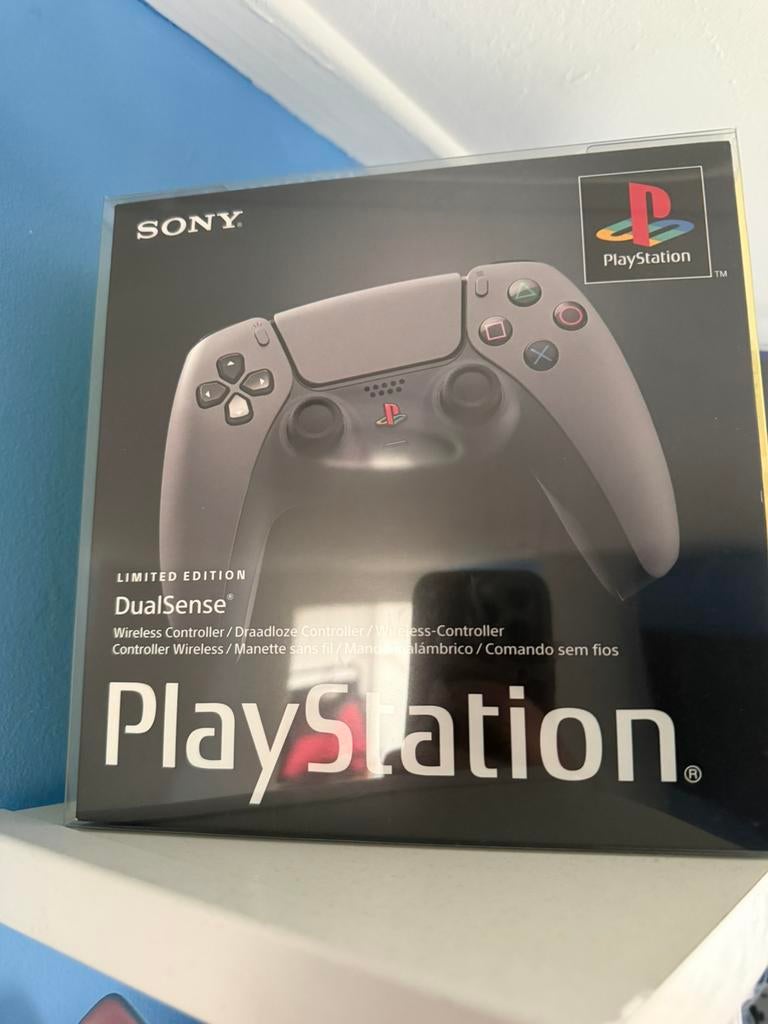 SONY®
PlayStation™
LIMITED EDITION
DualSense®
Wireless Controller / Draadloze Controller / Wireless-Controller
Controller Wireless / Manette sans fil / Mando inalámbrico / Comando sem fios
PlayStation®